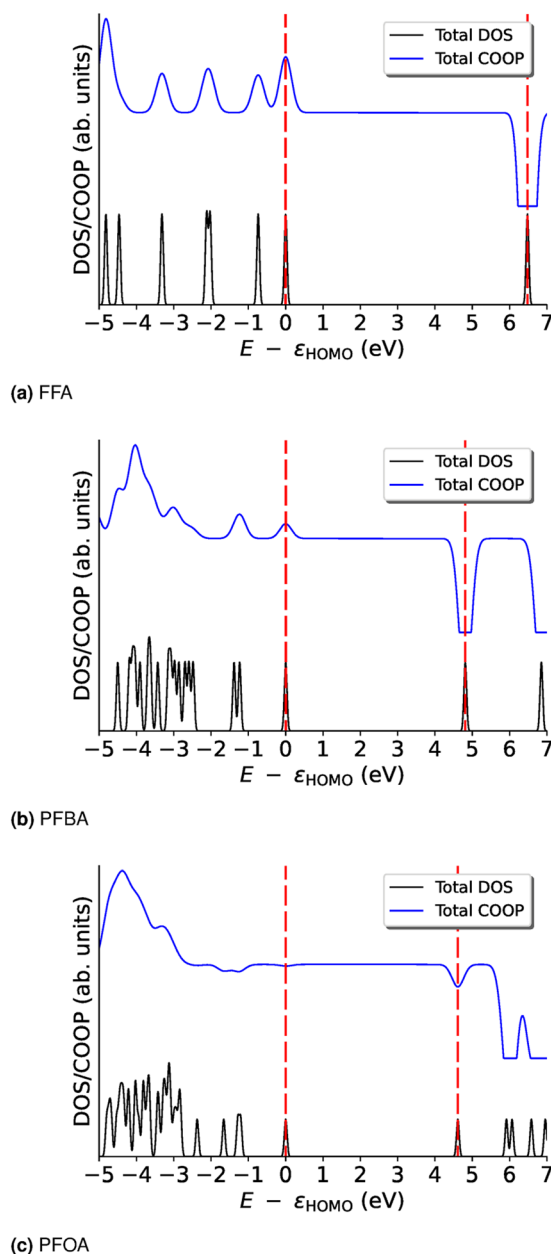 DOS/COOP (ab. units)
Total DOS
Total COOP
−5 −4 −3 −2 −1 0 1 2 3 4 5 6 7
E − εHOMO (eV)
(a) FFA
DOS/COOP (ab. units)
Total DOS
Total COOP
−5 −4 −3 −2 −1 0 1 2 3 4 5 6 7
E − εHOMO (eV)
(b) PFBA
DOS/COOP (ab. units)
Total DOS
Total COOP
−5 −4 −3 −2 −1 0 1 2 3 4 5 6 7
E − εHOMO (eV)
(c) PFOA